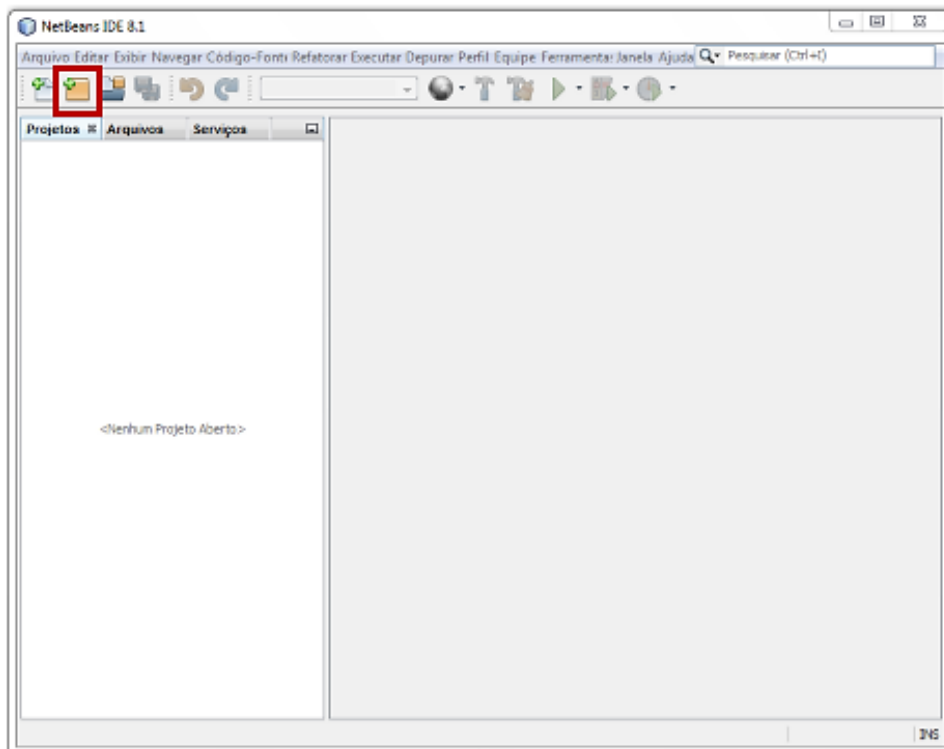 NetBeans IDE 8.1
Arquivo Editar Exibir Navegar Código-Fonte Refatorar Executar Depurar Perfil Equipe Ferramentas Janela Ajuda Pesquisar (Ctrl+I)
Projetos Arquivos Serviços
<Nenhum Projeto Aberto>
INS